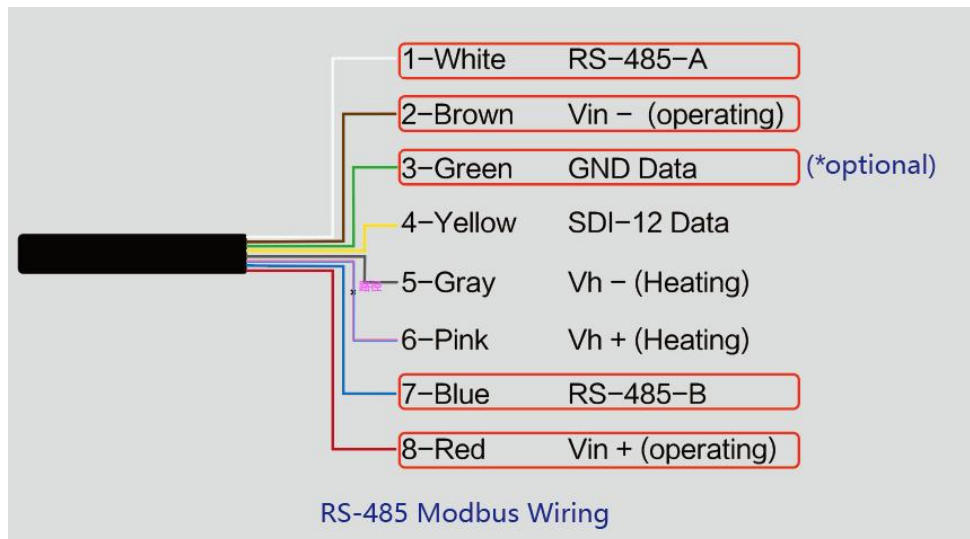 1-White RS-485-A
2-Brown Vin - (operating)
3-Green GND Data (*optional)
4-Yellow SDI-12 Data
路径 5-Gray Vh - (Heating)
6-Pink Vh + (Heating)
7-Blue RS-485-B
8-Red Vin + (operating)
RS-485 Modbus Wiring